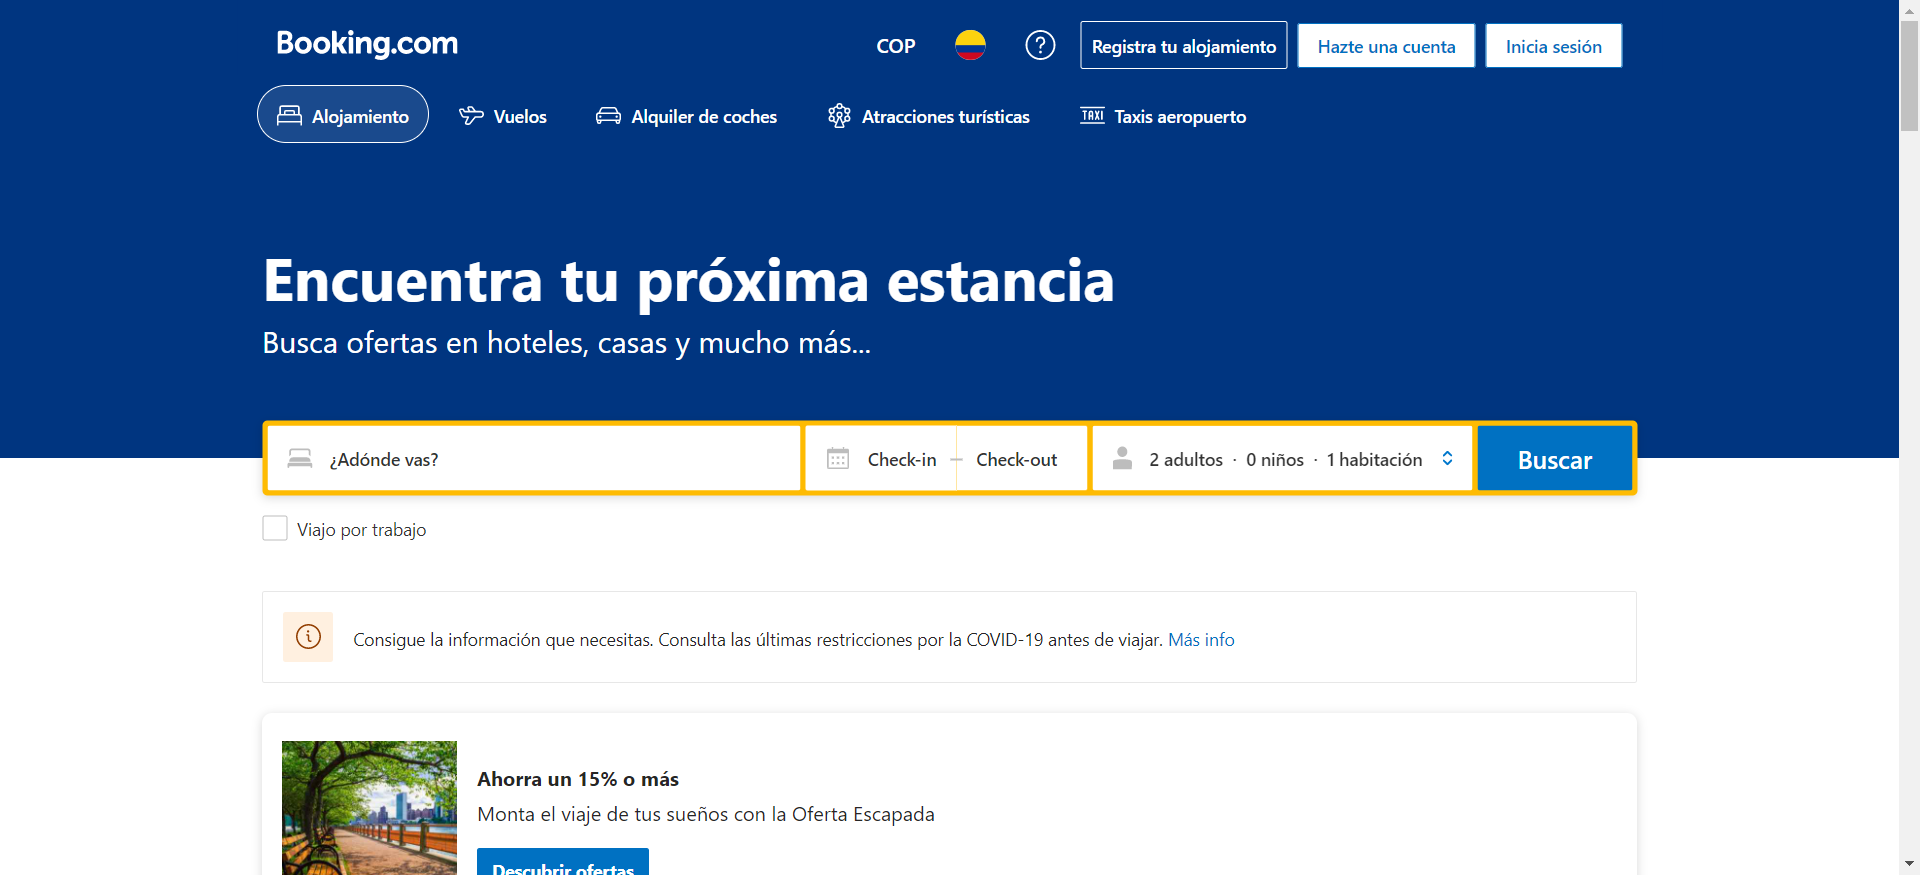 Booking.com
COP
Registra tu alojamiento
Hazte una cuenta
Inicia sesión
Alojamiento
Vuelos
Alquiler de coches
Atracciones turísticas
TAXI
Taxis aeropuerto
Encuentra tu próxima estancia
Busca ofertas en hoteles, casas y mucho más...
¿Adónde vas?
Check-in — Check-out
2 adultos · 0 niños · 1 habitación
Buscar
Viajo por trabajo
Consigue la información que necesitas. Consulta las últimas restricciones por la COVID-19 antes de viajar. Más info
Ahorra un 15% o más
Monta el viaje de tus sueños con la Oferta Escapada
Descubrir ofertas